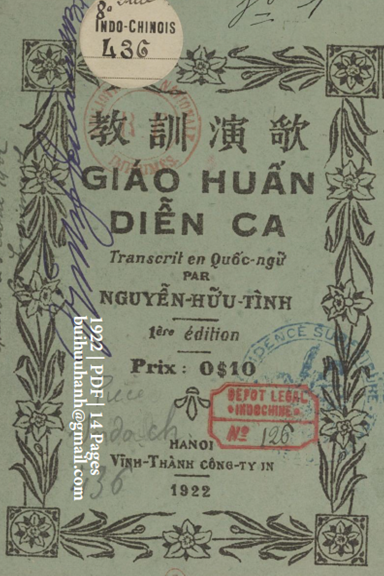 8º
INDO-CHINOIS
436
教訓演歌
GIÁO HUẤN
DIỄN CA
Transcrit en Quốc-ngữ
PAR
NGUYỄN-HỮU-TÌNH
1ère édition
Prix : 0$10
DEPOT LEGAL
INDOCHINE
Nº 126
HANOI
VĨNH-THÀNH CÔNG-TY IN
1922
1922 | PDF | 14 Pages
buihuuhanh@gmail.com